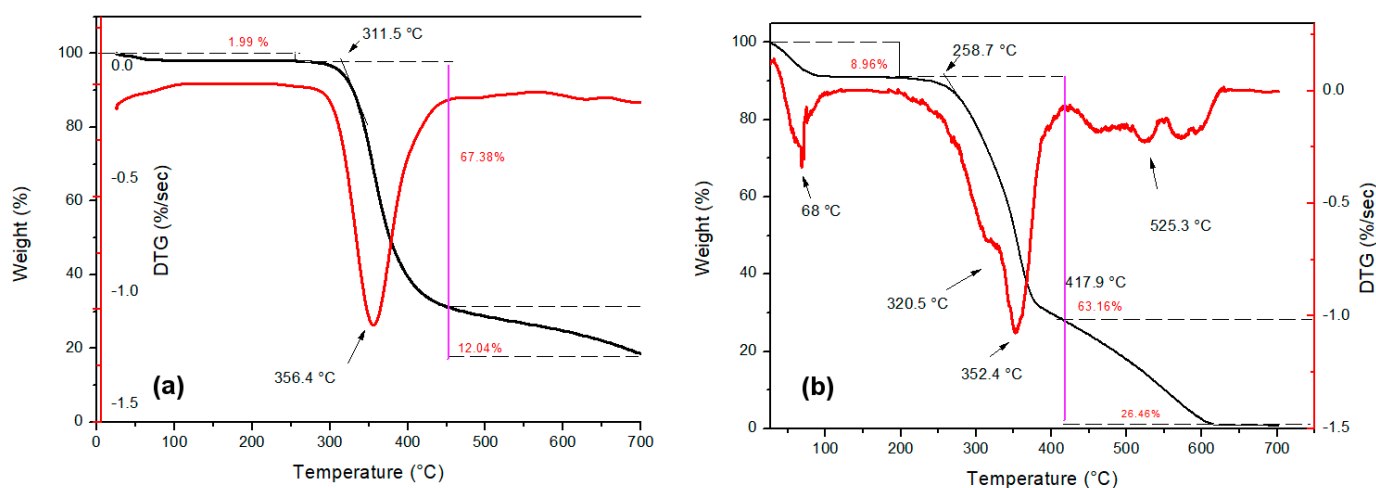 1.99 %
311.5 °C
100
80
60
40
20
0
Weight (%)
0.0
-0.5
-1.0
-1.5
DTG (%/sec)
67.38%
12.04%
356.4 °C
(a)
0 100 200 300 400 500 600 700
Temperature (°C)
100
80
60
40
20
0
Weight (%)
8.96%
258.7 °C
68 °C
320.5 °C
352.4 °C
417.9 °C
63.16%
525.3 °C
26.46%
(b)
0.0
-0.5
-1.0
-1.5
DTG (%/sec)
100 200 300 400 500 600 700
Temperature (°C)